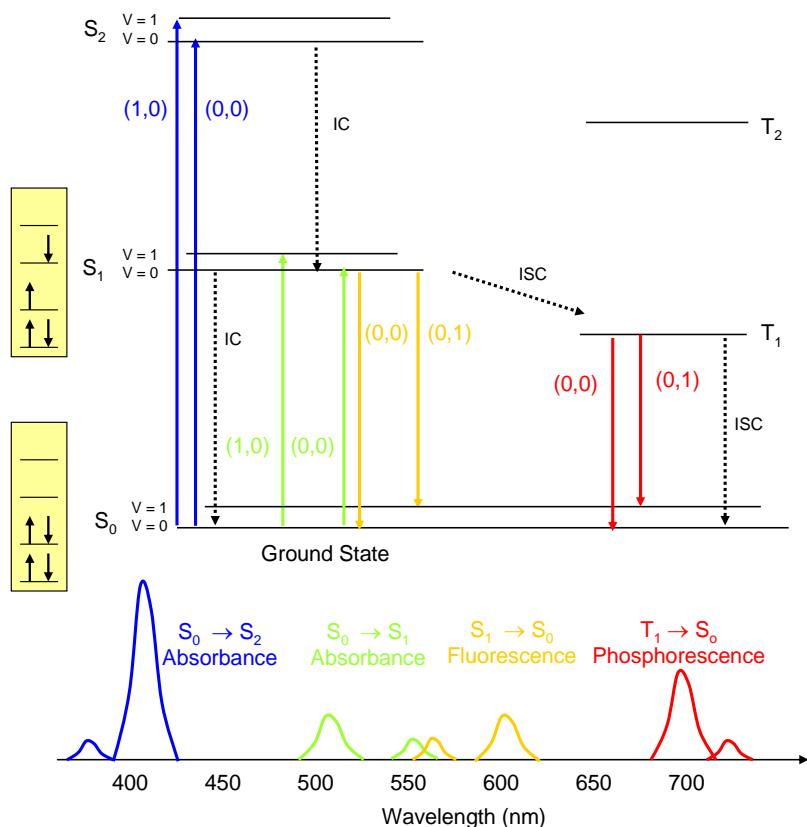 S₂
V = 1
V = 0
(1,0)
(0,0)
IC
T₂
S₁
V = 1
V = 0
ISC
T₁
IC
(0,0)
(0,1)
(0,0)
(0,1)
ISC
(1,0)
(0,0)
S₀
V = 1
V = 0
Ground State
S₀ → S₂
Absorbance
S₀ → S₁
Absorbance
S₁ → S₀
Fluorescence
T₁ → Sₒ
Phosphorescence
400 450 500 550 600 650 700
Wavelength (nm)